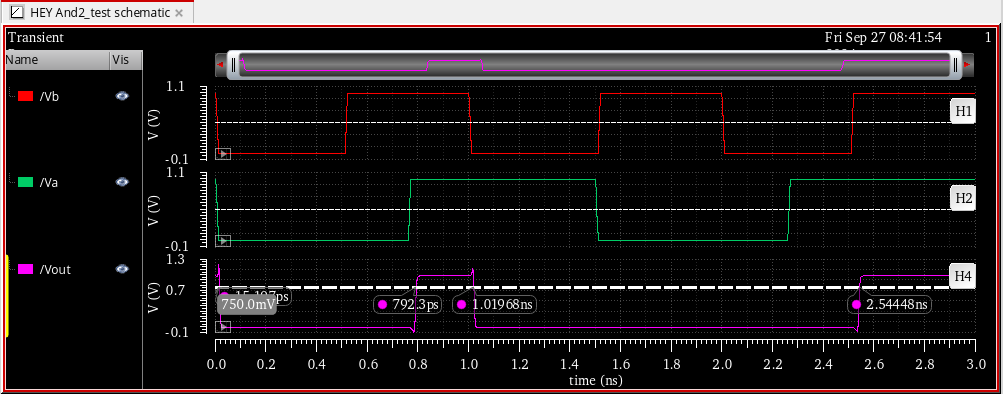 HEY And2_test schematic
Transient
Fri Sep 27 08:41:54
1
Name Vis
/Vb
/Va
/Vout
1.1
V (V)
-0.1
H1
1.1
V (V)
-0.1
H2
1.3
V (V)
0.7
-0.1
H4
750.0mV
792.3ps
1.01968ns
2.54448ns
0.0 0.2 0.4 0.6 0.8 1.0 1.2 1.4 1.6 1.8 2.0 2.2 2.4 2.6 2.8 3.0
time (ns)